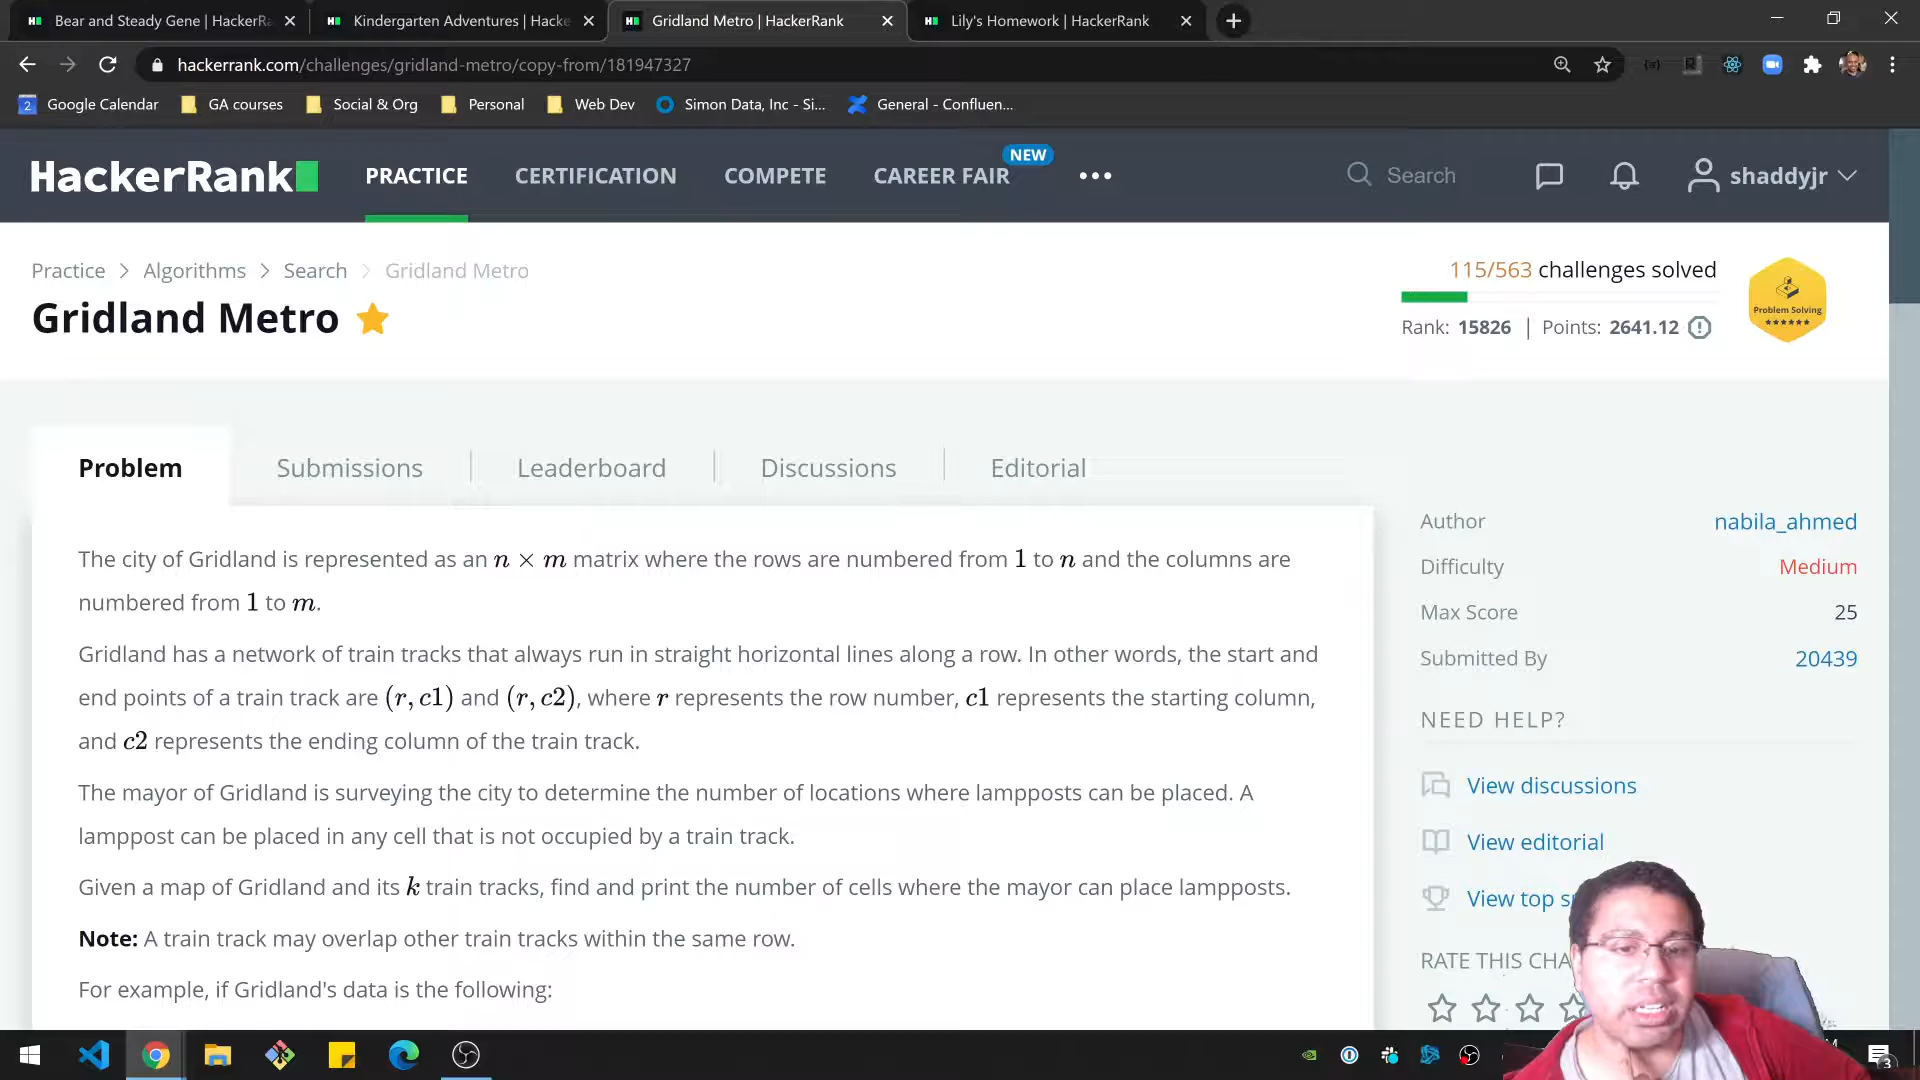 Bear and Steady Gene | HackerRa
Kindergarten Adventures | Hacke
Gridland Metro | HackerRank
Lily's Homework | HackerRank
hackerrank.com/challenges/gridland-metro/copy-from/181947327
2 Google Calendar
GA courses
Social & Org
Personal
Web Dev
Simon Data, Inc - Si...
General - Confluen...
HackerRank
PRACTICE
CERTIFICATION
COMPETE
CAREER FAIR
NEW
Search
shaddyjr
Practice > Algorithms > Search > Gridland Metro
Gridland Metro
115/563 challenges solved
Rank: 15826 | Points: 2641.12
Problem Solving
Problem
Submissions
Leaderboard
Discussions
Editorial
The city of Gridland is represented as an n × m matrix where the rows are numbered from 1 to n and the columns are
numbered from 1 to m.
Gridland has a network of train tracks that always run in straight horizontal lines along a row. In other words, the start and
end points of a train track are (r, c1) and (r, c2), where r represents the row number, c1 represents the starting column,
and c2 represents the ending column of the train track.
The mayor of Gridland is surveying the city to determine the number of locations where lampposts can be placed. A
lamppost can be placed in any cell that is not occupied by a train track.
Given a map of Gridland and its k train tracks, find and print the number of cells where the mayor can place lampposts.
Note: A train track may overlap other train tracks within the same row.
For example, if Gridland's data is the following:
Author nabila_ahmed
Difficulty Medium
Max Score 25
Submitted By 20439
NEED HELP?
View discussions
View editorial
View top s
RATE THIS CHA
3